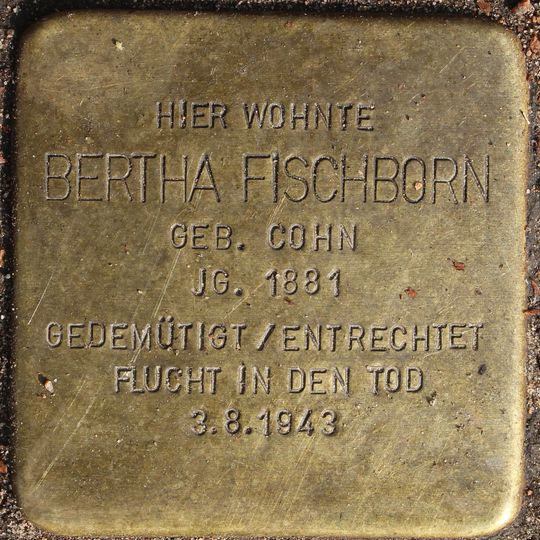 HIER WOHNTE
BERTHA FISCHBORN
GEB. COHN
JG. 1881
GEDEMÜTIGT/ENTRECHTET
FLUCHT IN DEN TOD
3.8.1943